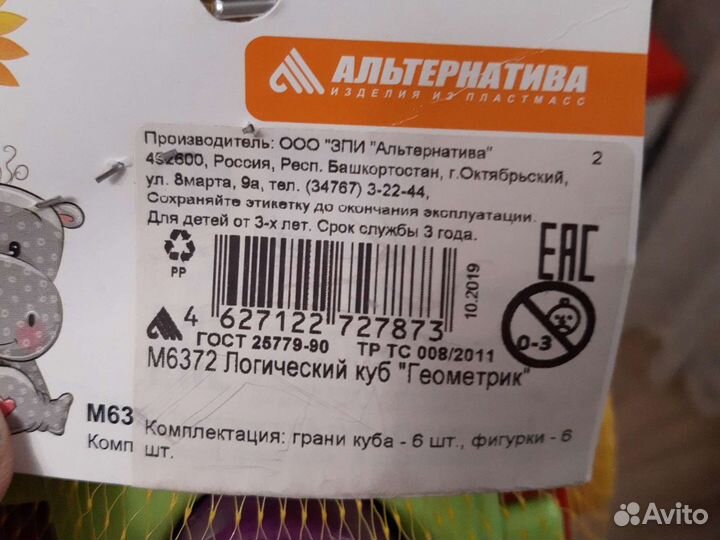 АЛЬТЕРНАТИВА
ИЗДЕЛИЯ ИЗ ПЛАСТМАСС
Производитель: ООО "ЗПИ "Альтернатива"
2
452600, Россия, Респ. Башкортостан, г.Октябрьский,
ул. 8марта, 9а, тел. (34767) 3-22-44,
Сохраняйте этикетку до окончания эксплуатации.
Для детей от 3-х лет. Срок службы 3 года.
PP
10.2019
EAC
0-3
4 627122 727873
ГОСТ 25779-90 ТР ТС 008/2011
М6372 Логический куб "Геометрик"
М63
Комп
Комплектация: грани куба - 6 шт., фигурки - 6
шт.
Avito